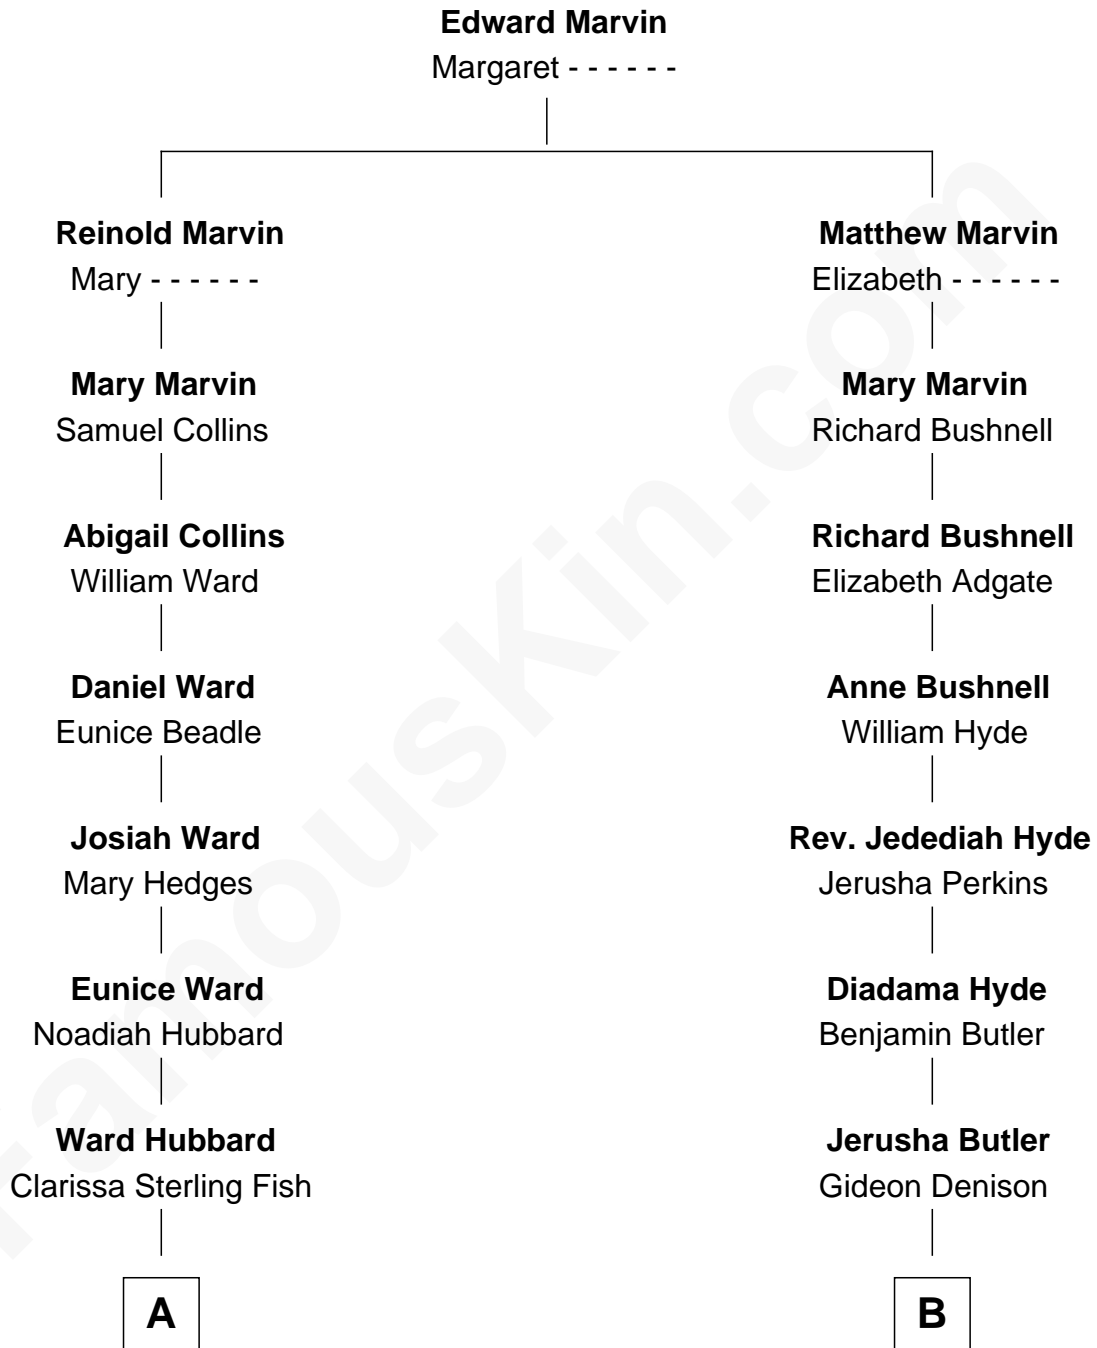 Edward Marvin
Margaret - - - - - -
Reinold Marvin
Mary - - - - - -
Mary Marvin
Samuel Collins
Abigail Collins
William Ward
Daniel Ward
Eunice Beadle
Josiah Ward
Mary Hedges
Eunice Ward
Noadiah Hubbard
Ward Hubbard
Clarissa Sterling Fish
A
Matthew Marvin
Elizabeth - - - - - -
Mary Marvin
Richard Bushnell
Richard Bushnell
Elizabeth Adgate
Anne Bushnell
William Hyde
Rev. Jedediah Hyde
Jerusha Perkins
Diadama Hyde
Benjamin Butler
Jerusha Butler
Gideon Denison
B
FamousKin.com